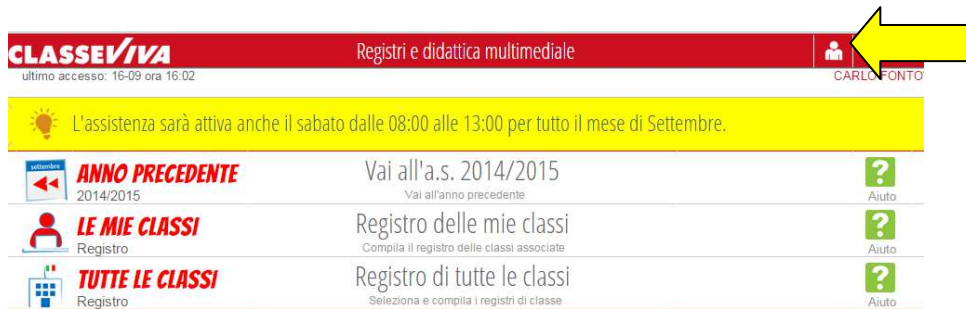 CLASSEVIVA Registri e didattica multimediale
ultimo accesso: 16-09 ora 16:02 CARLO
L'assistenza sarà attiva anche il sabato dalle 08:00 alle 13:00 per tutto il mese di Settembre.
settembre ANNO PRECEDENTE Vai all'a.s. 2014/2015
2014/2015 Vai all'anno precedente Aiuto
LE MIE CLASSI Registro delle mie classi
Registro Compila il registro delle classi associate Aiuto
TUTTE LE CLASSI Registro di tutte le classi
Registro Seleziona e compila i registri di classe Aiuto